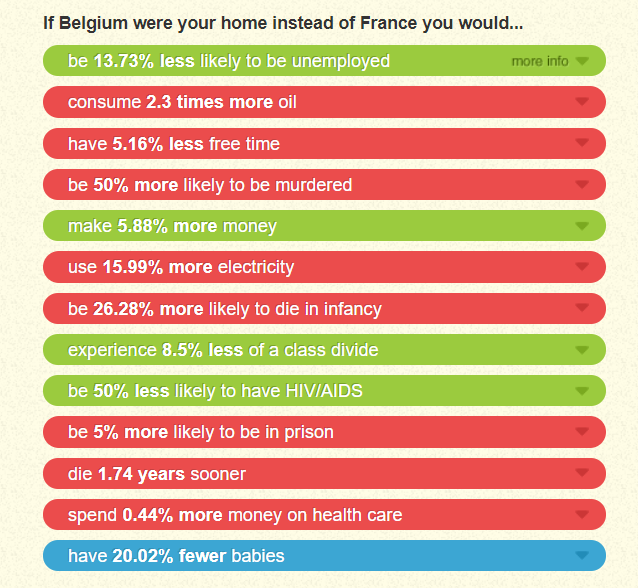 If Belgium were your home instead of France you would...
be 13.73% less likely to be unemployed more info
consume 2.3 times more oil
have 5.16% less free time
be 50% more likely to be murdered
make 5.88% more money
use 15.99% more electricity
be 26.28% more likely to die in infancy
experience 8.5% less of a class divide
be 50% less likely to have HIV/AIDS
be 5% more likely to be in prison
die 1.74 years sooner
spend 0.44% more money on health care
have 20.02% fewer babies